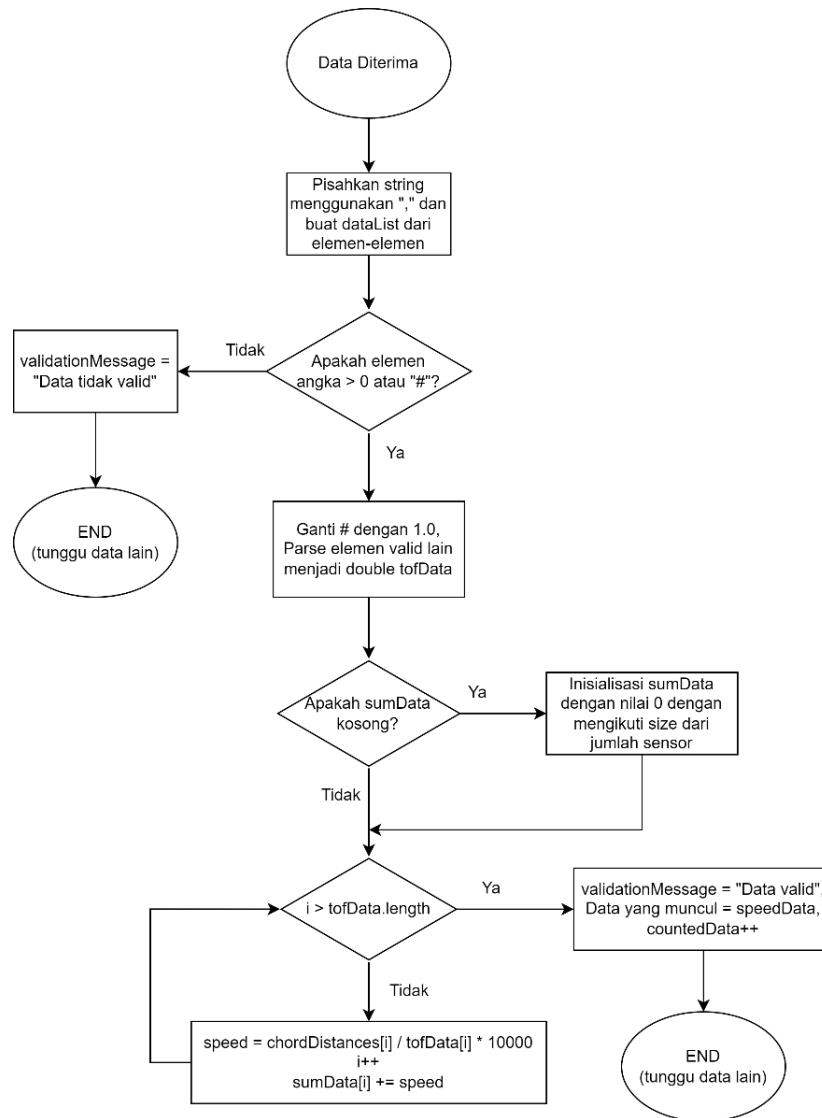 Data Diterima
Pisahkan string
menggunakan "," dan
buat dataList dari
elemen-elemen
Tidak
validationMessage =
"Data tidak valid"
Apakah elemen
angka > 0 atau "#"?
Ya
END
(tunggu data lain)
Ganti # dengan 1.0,
Parse elemen valid lain
menjadi double tofData
Apakah sumData
kosong?
Ya
Inisialisasi sumData
dengan nilai 0 dengan
mengikuti size dari
jumlah sensor
Tidak
i > tofData.length
Ya
validationMessage = "Data valid",
Data yang muncul = speedData,
countedData++
Tidak
speed = chordDistances[i] / tofData[i] * 10000
i++
sumData[i] += speed
END
(tunggu data lain)